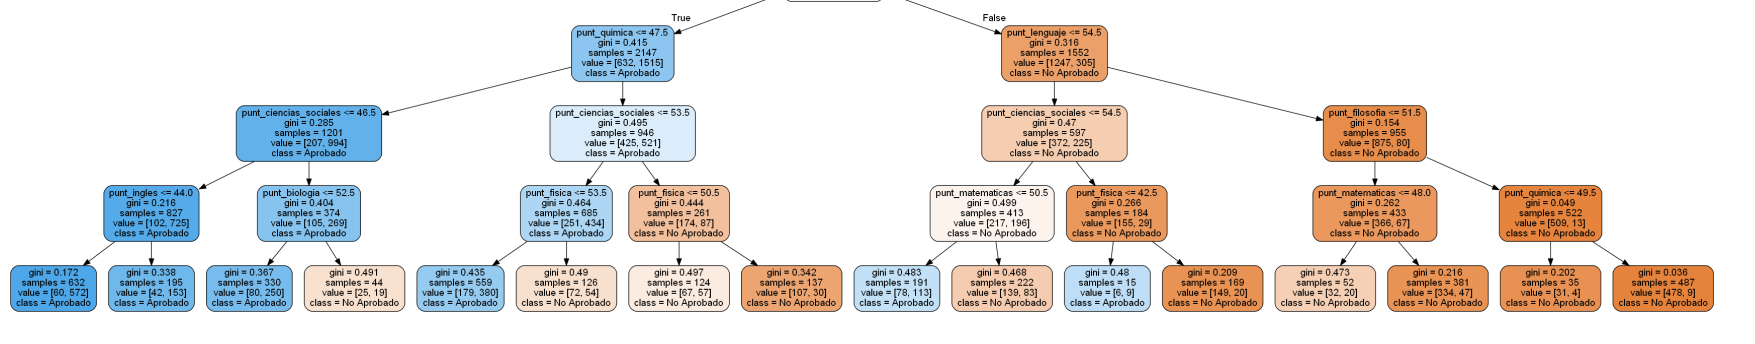 True
False
punt_quimica <= 47.5
gini = 0.415
samples = 2147
value = [632, 1515]
class = Aprobado
punt_lenguaje <= 54.5
gini = 0.316
samples = 1552
value = [1247, 305]
class = No Aprobado
punt_ciencias_sociales <= 46.5
gini = 0.285
samples = 1201
value = [207, 994]
class = Aprobado
punt_ciencias_sociales <= 53.5
gini = 0.495
samples = 946
value = [425, 521]
class = Aprobado
punt_ciencias_sociales <= 54.5
gini = 0.47
samples = 597
value = [372, 225]
class = No Aprobado
punt_filosofia <= 51.5
gini = 0.154
samples = 955
value = [875, 80]
class = No Aprobado
punt_ingles <= 44.0
gini = 0.216
samples = 827
value = [102, 725]
class = Aprobado
punt_biologia <= 52.5
gini = 0.404
samples = 374
value = [105, 269]
class = Aprobado
punt_fisica <= 53.5
gini = 0.464
samples = 685
value = [251, 434]
class = Aprobado
punt_fisica <= 50.5
gini = 0.444
samples = 261
value = [174, 87]
class = No Aprobado
punt_matematicas <= 50.5
gini = 0.499
samples = 413
value = [217, 196]
class = No Aprobado
punt_fisica <= 42.5
gini = 0.266
samples = 184
value = [155, 29]
class = No Aprobado
punt_matematicas <= 48.0
gini = 0.262
samples = 433
value = [366, 67]
class = No Aprobado
punt_quimica <= 49.5
gini = 0.049
samples = 522
value = [509, 13]
class = No Aprobado
gini = 0.172
samples = 632
value = [60, 572]
class = Aprobado
gini = 0.338
samples = 195
value = [42, 153]
class = Aprobado
gini = 0.367
samples = 330
value = [80, 250]
class = Aprobado
gini = 0.491
samples = 44
value = [25, 19]
class = No Aprobado
gini = 0.435
samples = 559
value = [179, 380]
class = Aprobado
gini = 0.49
samples = 126
value = [72, 54]
class = No Aprobado
gini = 0.497
samples = 124
value = [67, 57]
class = No Aprobado
gini = 0.342
samples = 137
value = [107, 30]
class = No Aprobado
gini = 0.483
samples = 191
value = [78, 113]
class = Aprobado
gini = 0.468
samples = 222
value = [139, 83]
class = No Aprobado
gini = 0.48
samples = 15
value = [6, 9]
class = Aprobado
gini = 0.209
samples = 169
value = [149, 20]
class = No Aprobado
gini = 0.473
samples = 52
value = [32, 20]
class = No Aprobado
gini = 0.216
samples = 381
value = [334, 47]
class = No Aprobado
gini = 0.202
samples = 35
value = [31, 4]
class = No Aprobado
gini = 0.036
samples = 487
value = [478, 9]
class = No Aprobado